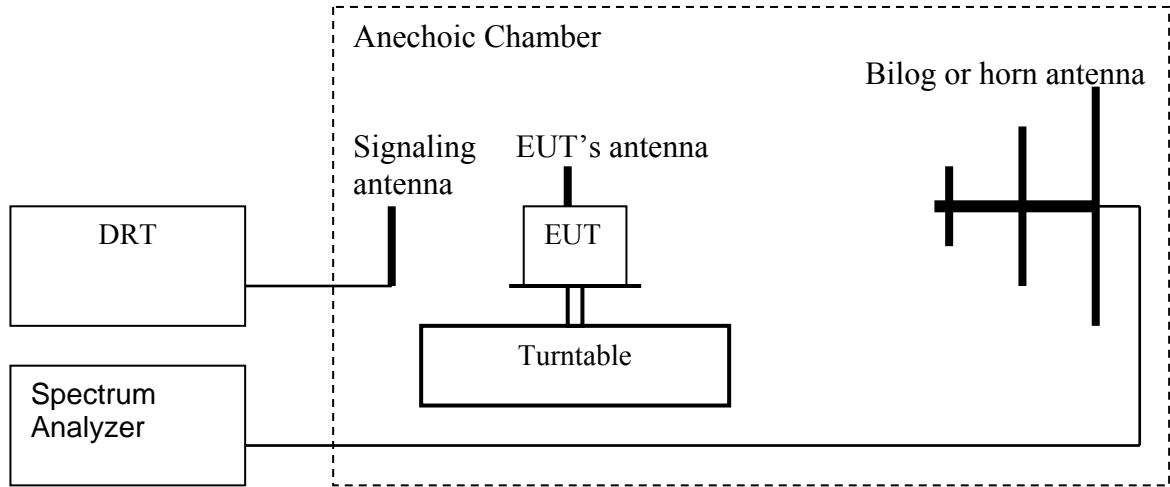 Anechoic Chamber
Bilog or horn antenna
Signaling
antenna
EUT’s antenna
DRT
EUT
Turntable
Spectrum
Analyzer